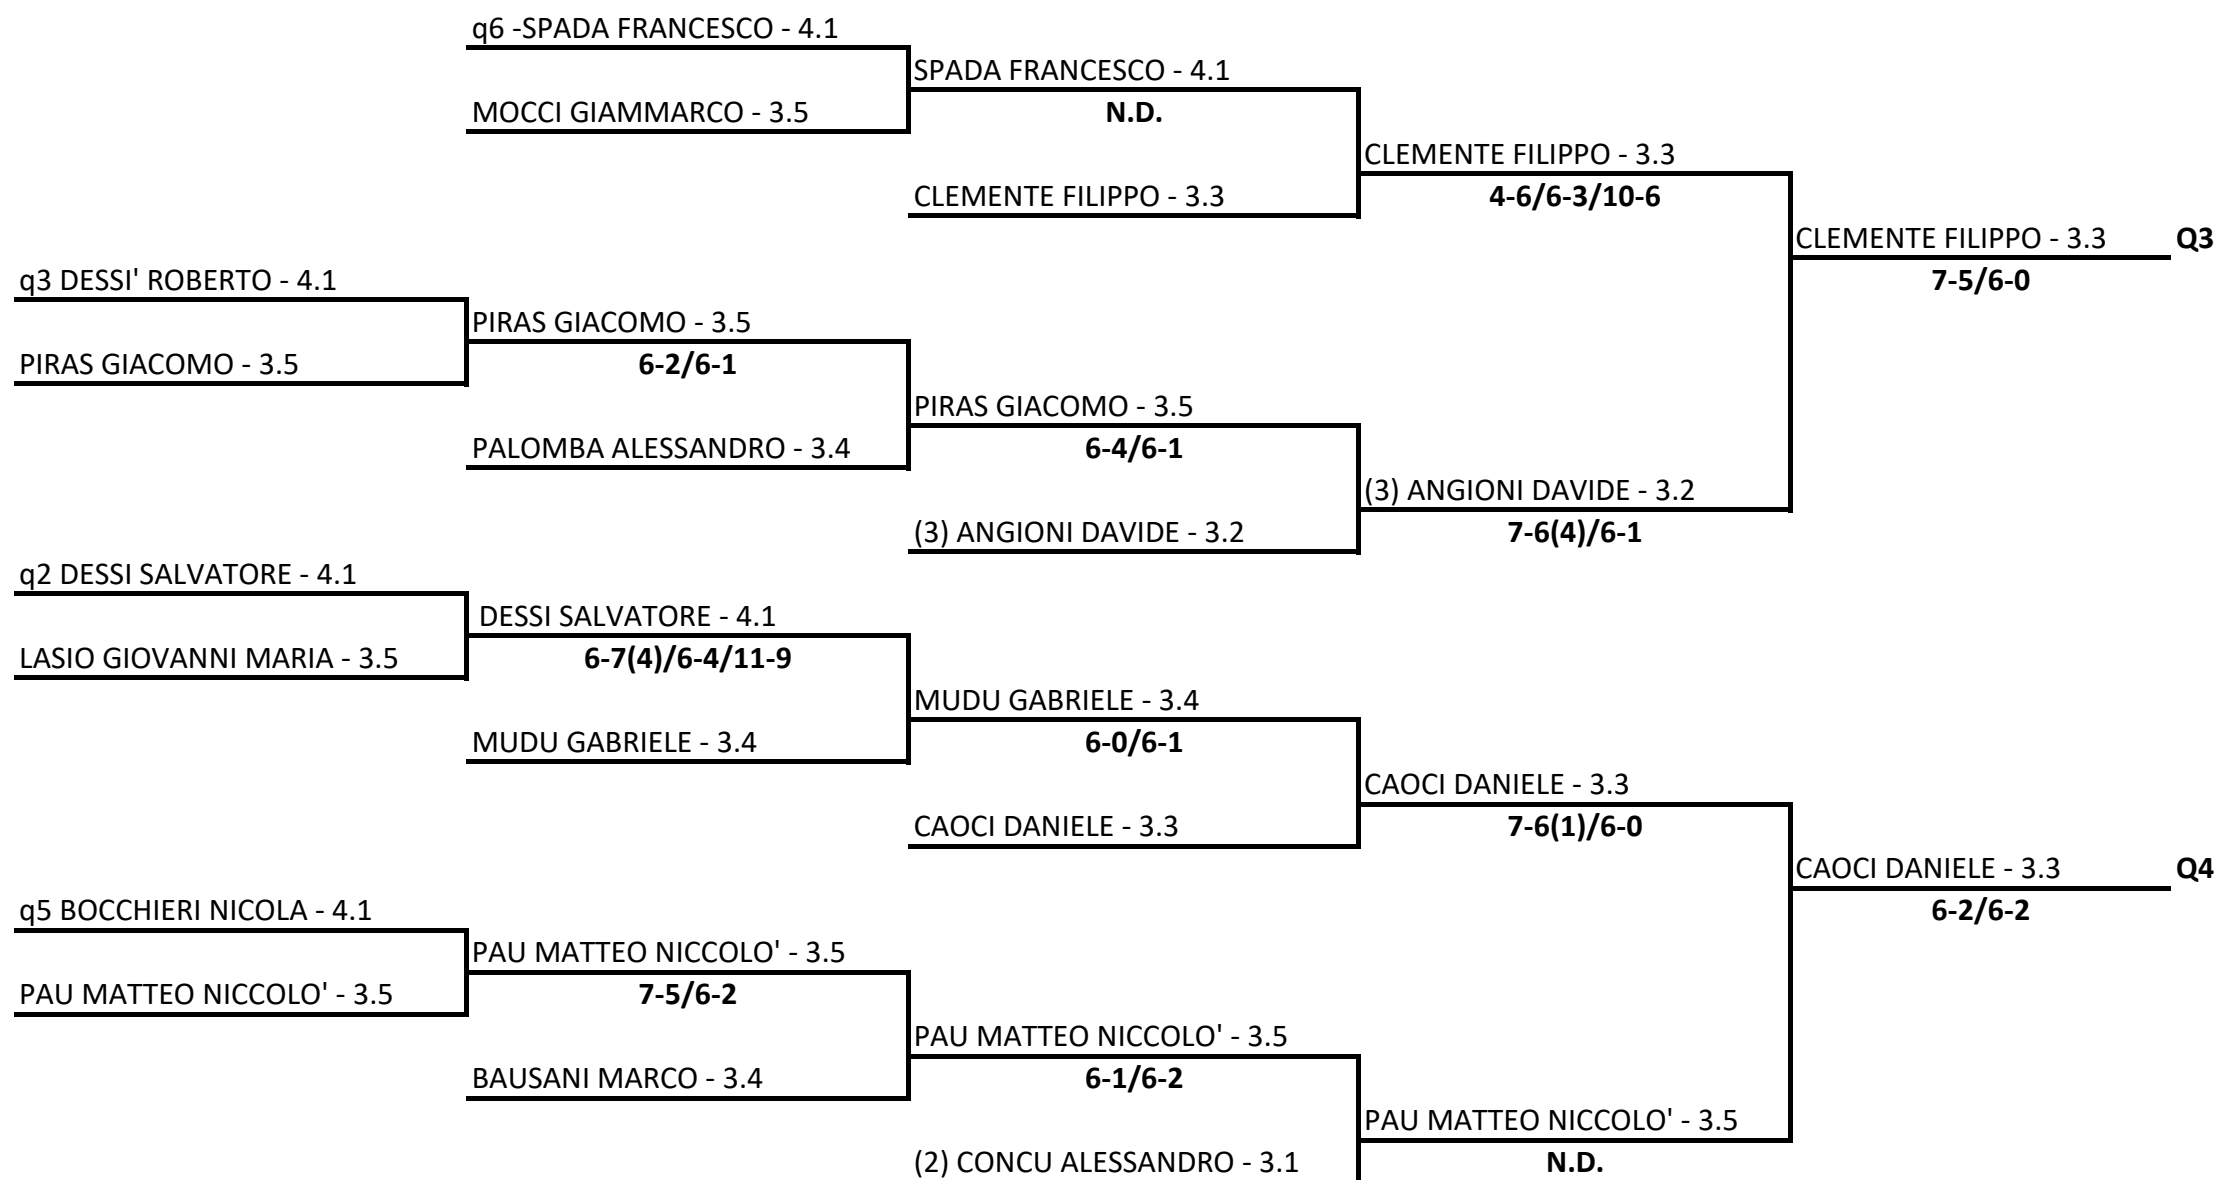 q6 -SPADA FRANCESCO - 4.1
SPADA FRANCESCO - 4.1
MOCCI GIAMMARCO - 3.5
N.D.
CLEMENTE FILIPPO - 3.3
CLEMENTE FILIPPO - 3.3
4-6/6-3/10-6
CLEMENTE FILIPPO - 3.3
Q3
q3 DESSI' ROBERTO - 4.1
7-5/6-0
PIRAS GIACOMO - 3.5
PIRAS GIACOMO - 3.5
6-2/6-1
PIRAS GIACOMO - 3.5
PALOMBA ALESSANDRO - 3.4
6-4/6-1
(3) ANGIONI DAVIDE - 3.2
(3) ANGIONI DAVIDE - 3.2
7-6(4)/6-1
q2 DESSI SALVATORE - 4.1
DESSI SALVATORE - 4.1
LASIO GIOVANNI MARIA - 3.5
6-7(4)/6-4/11-9
MUDU GABRIELE - 3.4
MUDU GABRIELE - 3.4
6-0/6-1
CAOCI DANIELE - 3.3
CAOCI DANIELE - 3.3
7-6(1)/6-0
CAOCI DANIELE - 3.3
Q4
q5 BOCCHIERI NICOLA - 4.1
6-2/6-2
PAU MATTEO NICCOLO' - 3.5
PAU MATTEO NICCOLO' - 3.5
7-5/6-2
PAU MATTEO NICCOLO' - 3.5
BAUSANI MARCO - 3.4
6-1/6-2
PAU MATTEO NICCOLO' - 3.5
(2) CONCU ALESSANDRO - 3.1
N.D.